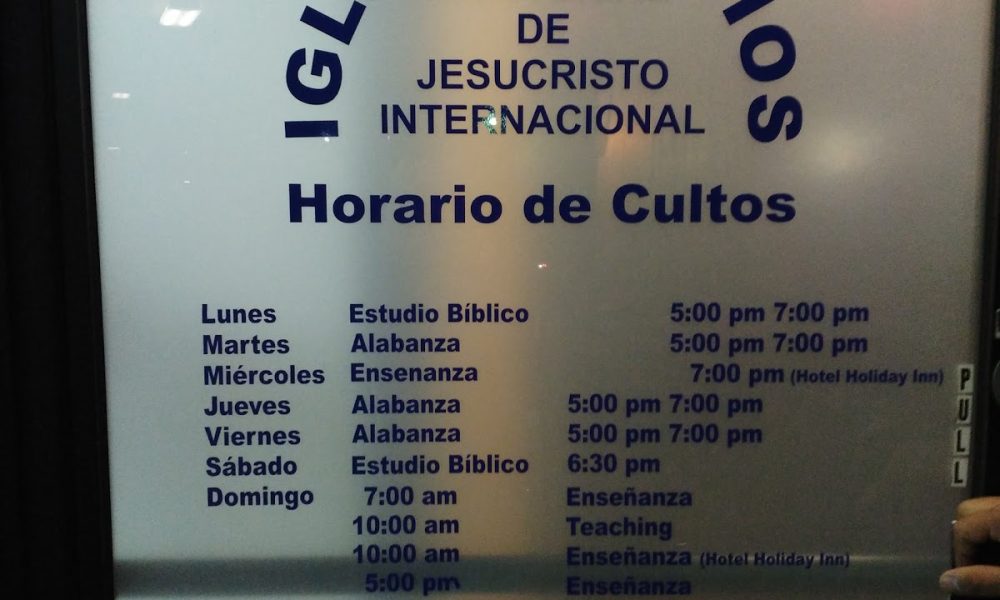 IGL
DE
JESUCRISTO
INTERNACIONAL
IOS
Horario de Cultos
Lunes Estudio Bíblico 5:00 pm 7:00 pm
Martes Alabanza 5:00 pm 7:00 pm
Miércoles Ensenanza 7:00 pm (Hotel Holiday Inn)
Jueves Alabanza 5:00 pm 7:00 pm
Viernes Alabanza 5:00 pm 7:00 pm
Sábado Estudio Bíblico 6:30 pm
Domingo 7:00 am Enseñanza
10:00 am Teaching
10:00 am Enseñanza (Hotel Holiday Inn)
5:00 pm Enseñanza
PULL